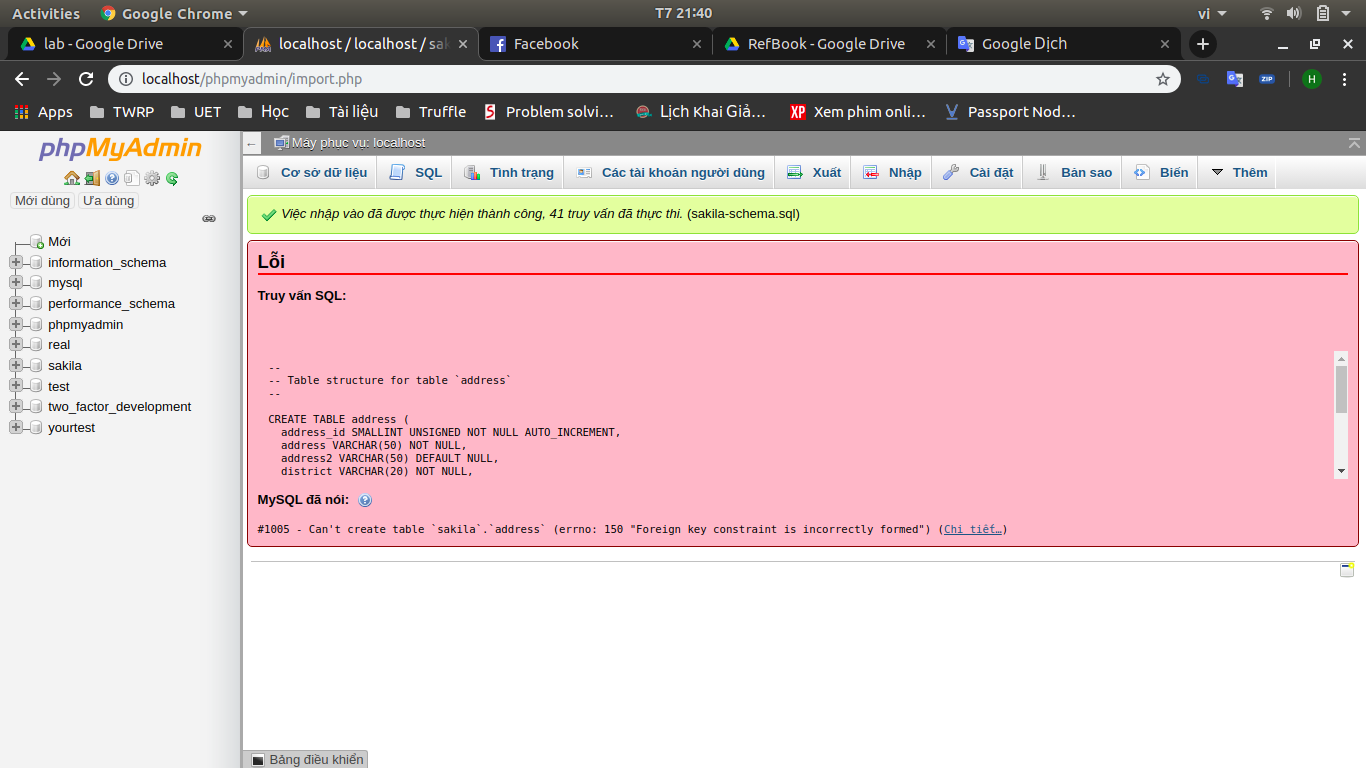 Activities
Google Chrome
T7 21:40
vi
lab - Google Drive
localhost / localhost / sak
Facebook
RefBook - Google Drive
Google Dịch
localhost/phpmyadmin/import.php
ZIP
H
Apps
TWRP
UET
Học
Tài liệu
Truffle
Problem solvi…
Lịch Khai Giả…
XP
Xem phim onli…
Passport Nod…
phpMyAdmin
Mới dùng
Ưa dùng
Mới
information_schema
mysql
performance_schema
phpmyadmin
real
sakila
test
two_factor_development
yourtest
Máy phục vụ: localhost
Cơ sở dữ liệu
SQL
Tình trạng
Các tài khoản người dùng
Xuất
Nhập
Cài đặt
Bản sao
Biến
Thêm
Việc nhập vào đã được thực hiện thành công, 41 truy vấn đã thực thi. (sakila-schema.sql)
Lỗi
Truy vấn SQL:
--
-- Table structure for table `address`
--
CREATE TABLE address (
address_id SMALLINT UNSIGNED NOT NULL AUTO_INCREMENT,
address VARCHAR(50) NOT NULL,
address2 VARCHAR(50) DEFAULT NULL,
district VARCHAR(20) NOT NULL,
MySQL đã nói:
#1005 - Can't create table `sakila`.`address` (errno: 150 "Foreign key constraint is incorrectly formed") (Chi tiết…)
Bảng điều khiển